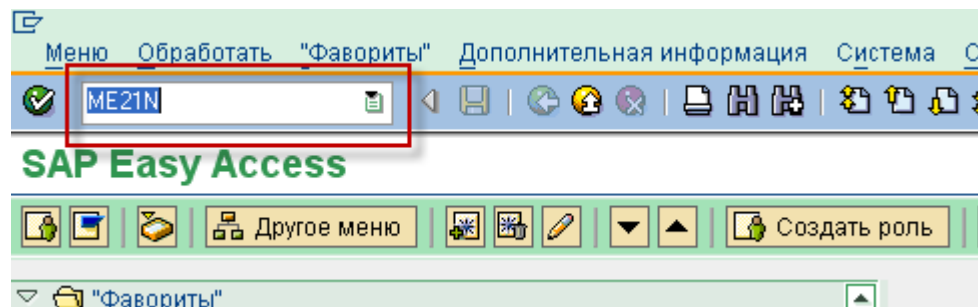 Меню Обработать "Фавориты" Дополнительная информация Система
ME21N
SAP Easy Access
Другое меню Создать роль
"Фавориты"